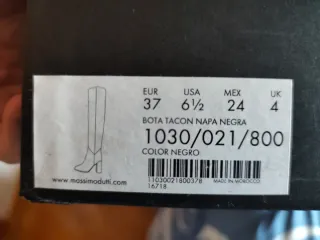 EUR USA MEX UK
37 6½ 24 4
BOTA TACON NAPA NEGRA
1030/021/800
COLOR NEGRO
www.massimodutti.com
11030021800378 MADE IN MOROCCO
16718